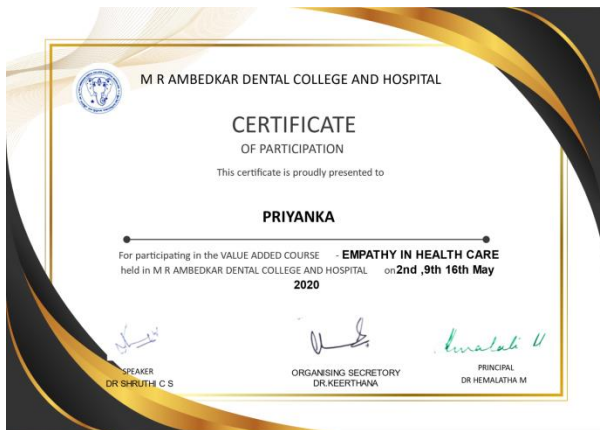 M R AMBEDKAR DENTAL COLLEGE AND HOSPITAL
CERTIFICATE
OF PARTICIPATION
This certificate is proudly presented to
PRIYANKA
For participating in the VALUE ADDED COURSE - EMPATHY IN HEALTH CARE
held in M R AMBEDKAR DENTAL COLLEGE AND HOSPITAL on 2nd ,9th 16th May
2020
SPEAKER
DR SHRUTHI C S
ORGANISING SECRETORY
DR.KEERTHANA
PRINCIPAL
DR HEMALATHA M